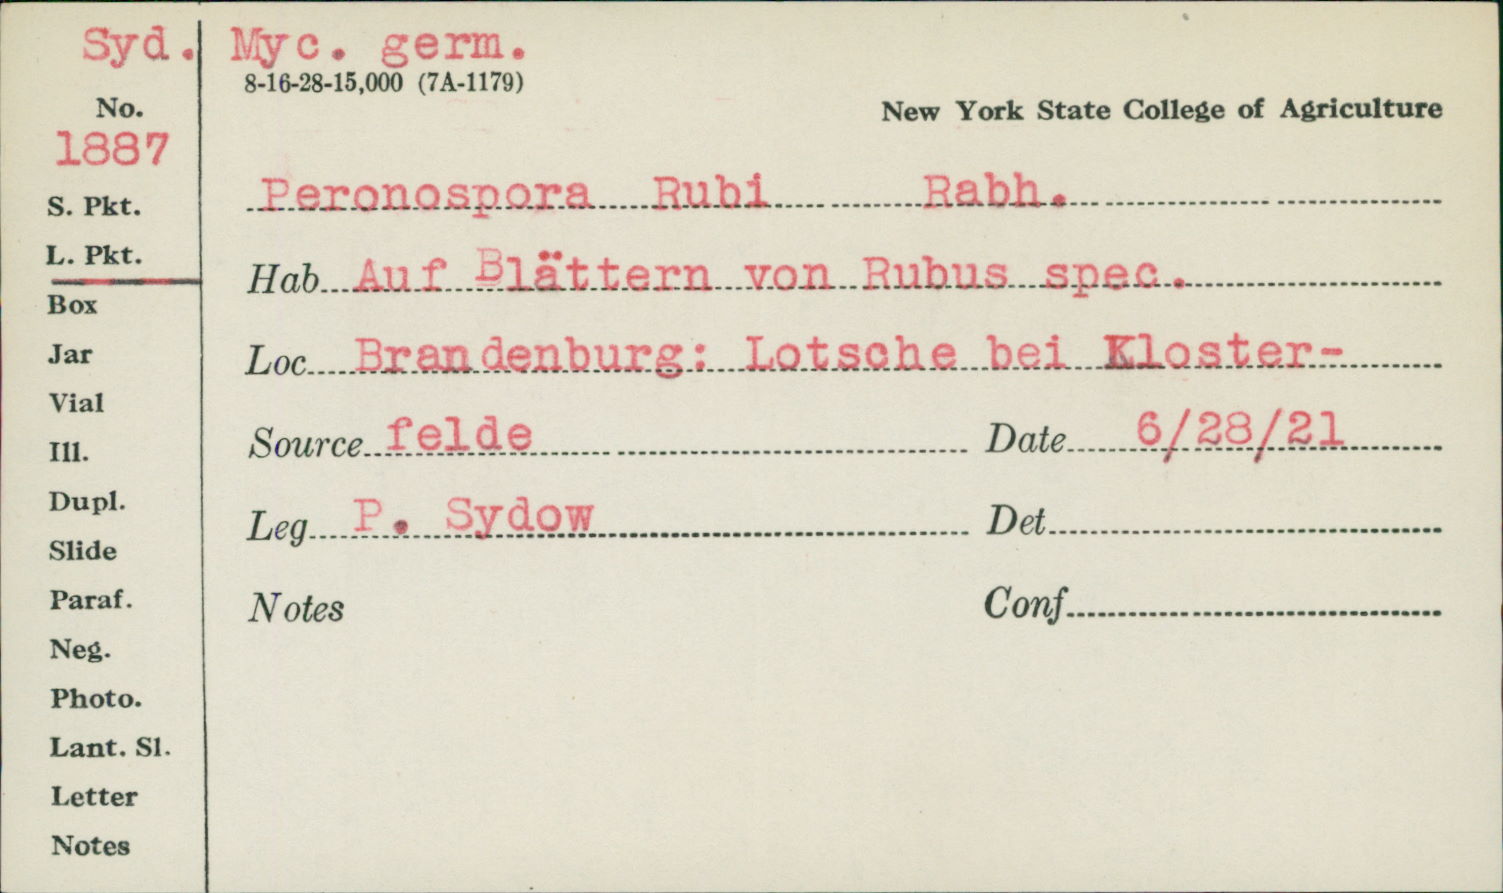 Syd. Myc. germ.
8-16-28-15,000 (7A-1179)
New York State College of Agriculture
No.
1887
S. Pkt.
L. Pkt.
Box
Jar
Vial
Ill.
Dupl.
Slide
Paraf.
Neg.
Photo.
Lant. Sl.
Letter
Notes
Peronospora Rubi Rabh.
Hab. Auf Blättern von Rubus spec.
Loc. Brandenburg: Lotsche bei Kloster-
Source felde Date 6/28/21
Leg. P. Sydow Det.
Notes Conf.